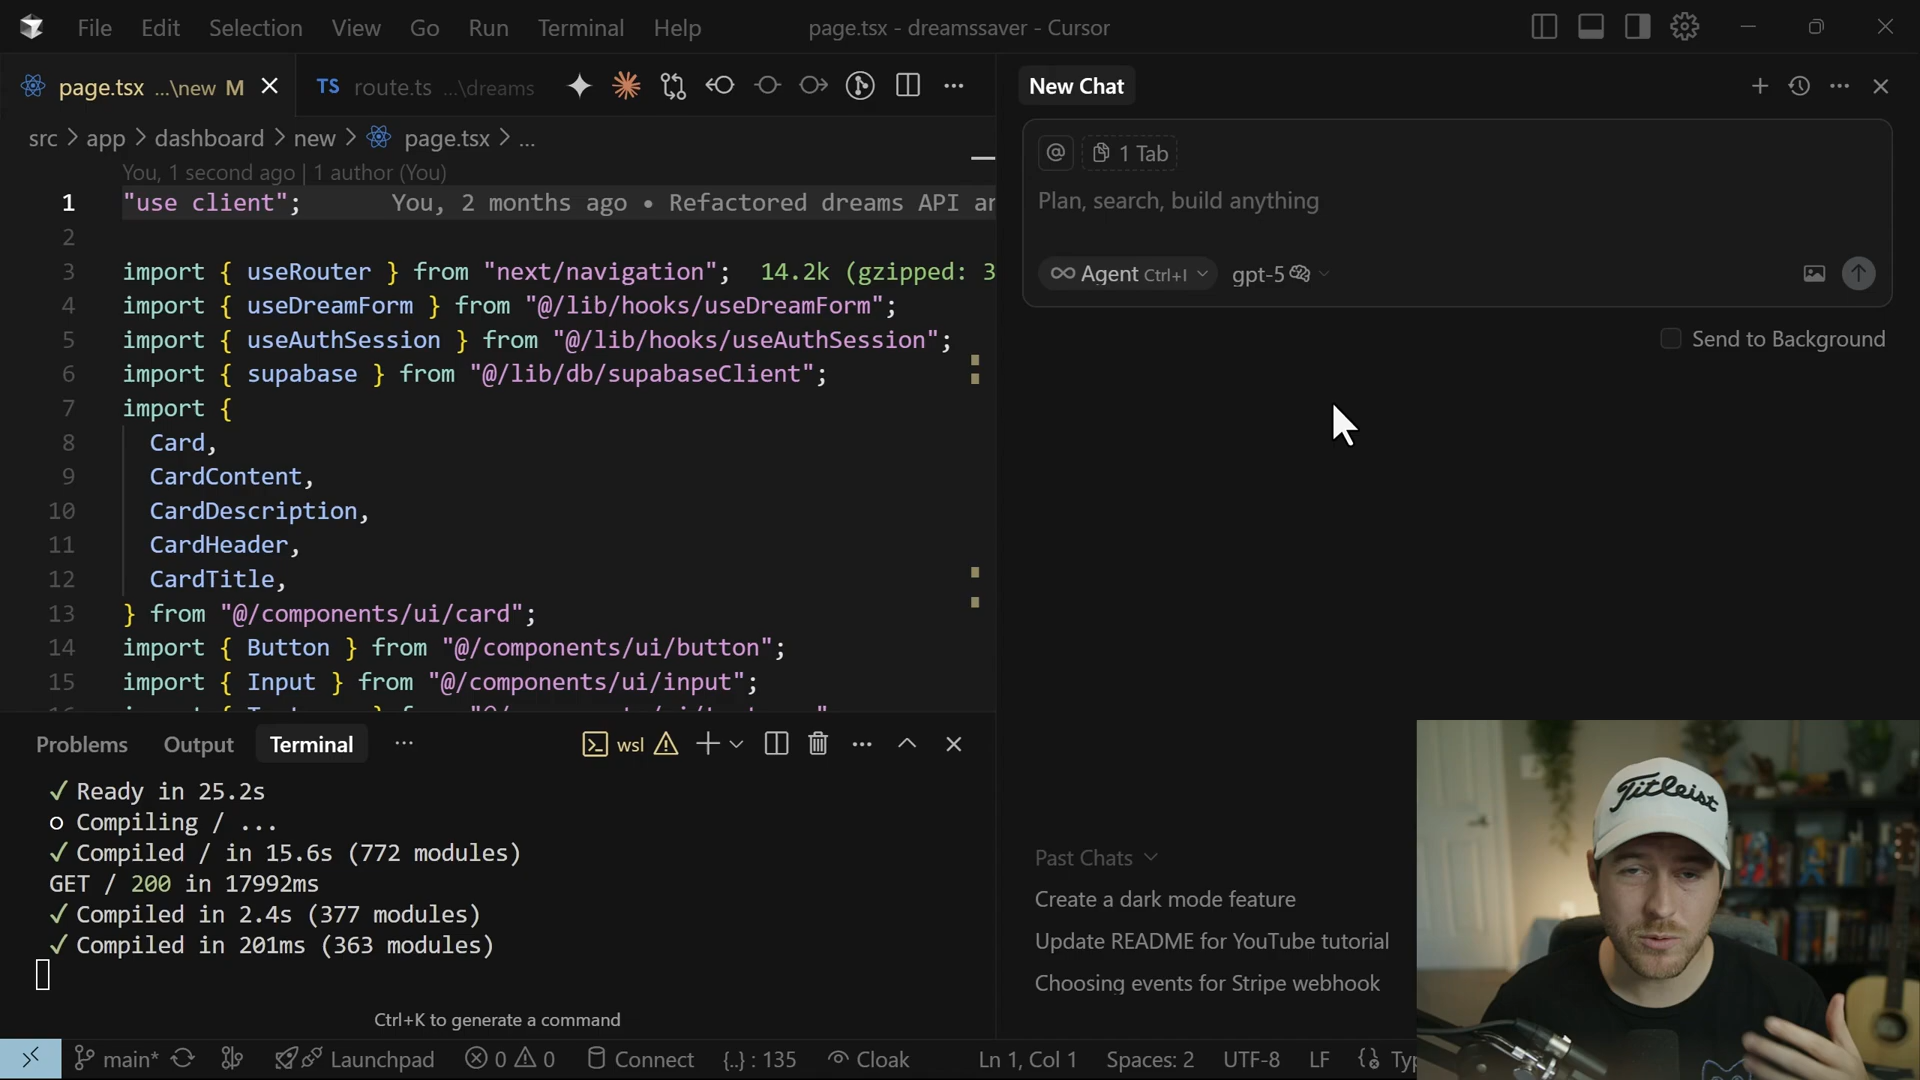 File Edit Selection View Go Run Terminal Help
page.tsx - dreamssaver - Cursor
page.tsx ...\new M
TS route.ts ...\dreams
src > app > dashboard > new > page.tsx > ...
You, 1 second ago | 1 author (You)
1 "use client"; You, 2 months ago • Refactored dreams API
2
3 import { useRouter } from "next/navigation"; 14.2k (gzipped: 3
4 import { useDreamForm } from "@/lib/hooks/useDreamForm";
5 import { useAuthSession } from "@/lib/hooks/useAuthSession";
6 import { supabase } from "@/lib/db/supabaseClient";
7 import {
8 Card,
9 CardContent,
10 CardDescription,
11 CardHeader,
12 CardTitle,
13 } from "@/components/ui/card";
14 import { Button } from "@/components/ui/button";
15 import { Input } from "@/components/ui/input";
Problems Output Terminal ...
wsl
✓ Ready in 25.2s
○ Compiling / ...
✓ Compiled / in 15.6s (772 modules)
GET / 200 in 17992ms
✓ Compiled in 2.4s (377 modules)
✓ Compiled in 201ms (363 modules)
Ctrl+K to generate a command
New Chat
@ 1 Tab
Plan, search, build anything
∞ Agent Ctrl+I gpt-5
Send to Background
Past Chats
Create a dark mode feature
Update README for YouTube tutorial
Choosing events for Stripe webhook
Titleist
main* Launchpad 0 0 Connect {..} : 135 Cloak Ln 1, Col 1 Spaces: 2 UTF-8 LF